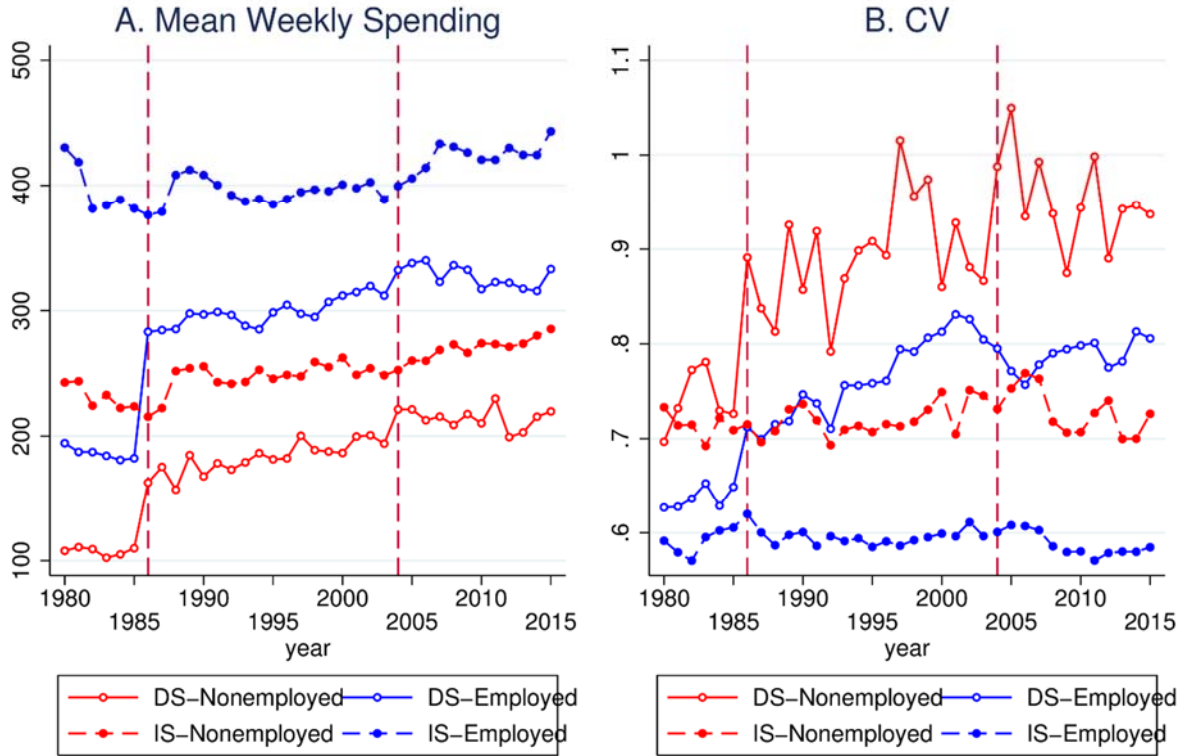 A. Mean Weekly Spending
500
400
300
200
100
1980
1990
2000
2010
1985
1995
2005
2015
year
DS-Nonemployed
DS-Employed
IS-Nonemployed
IS-Employed
B. CV
1.1
1
.9
.8
.7
.6
1980
1990
2000
2010
1985
1995
2005
2015
year
DS-Nonemployed
DS-Employed
IS-Nonemployed
IS-Employed